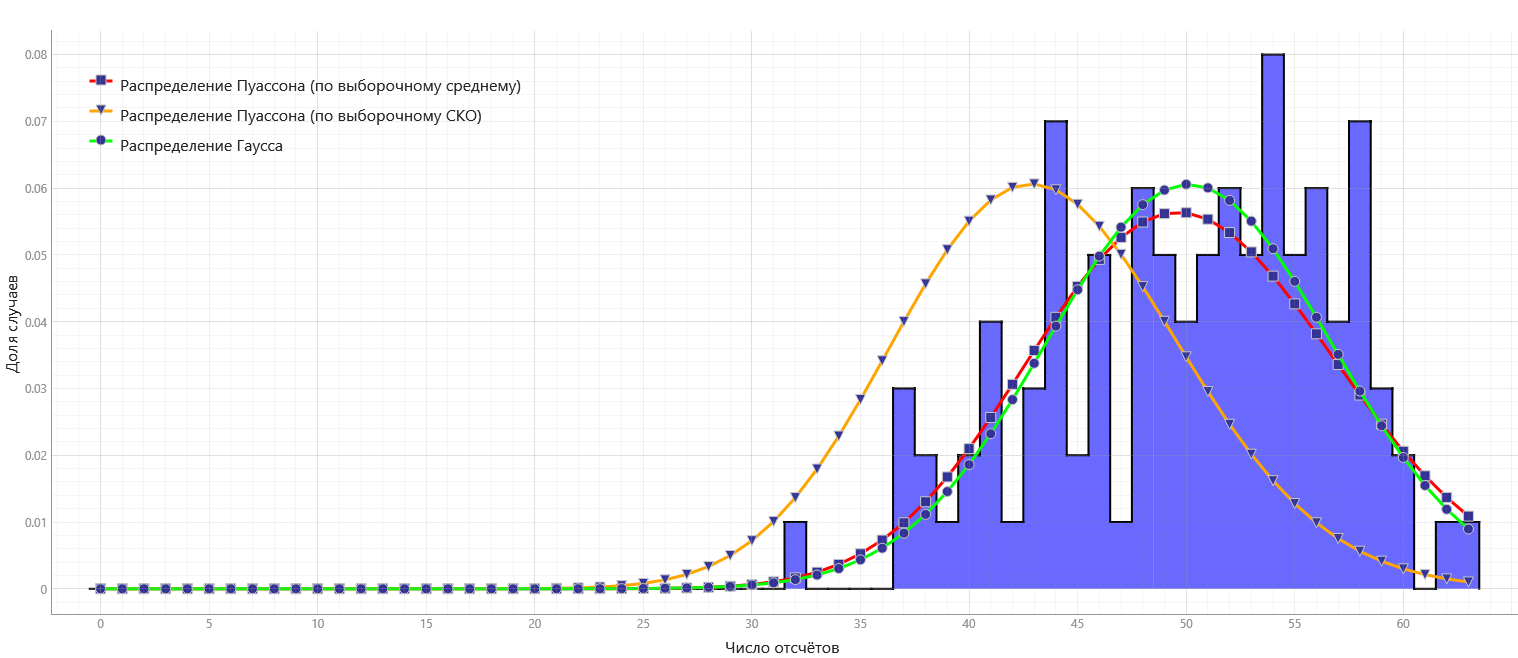 0.08
Распределение Пуассона (по выборочному среднему)
Распределение Пуассона (по выборочному СКО)
Распределение Гаусса
0.07
0.06
0.05
0.04
0.03
0.02
0.01
0
Доля случаев
0 5 10 15 20 25 30 35 40 45 50 55 60
Число отсчётов